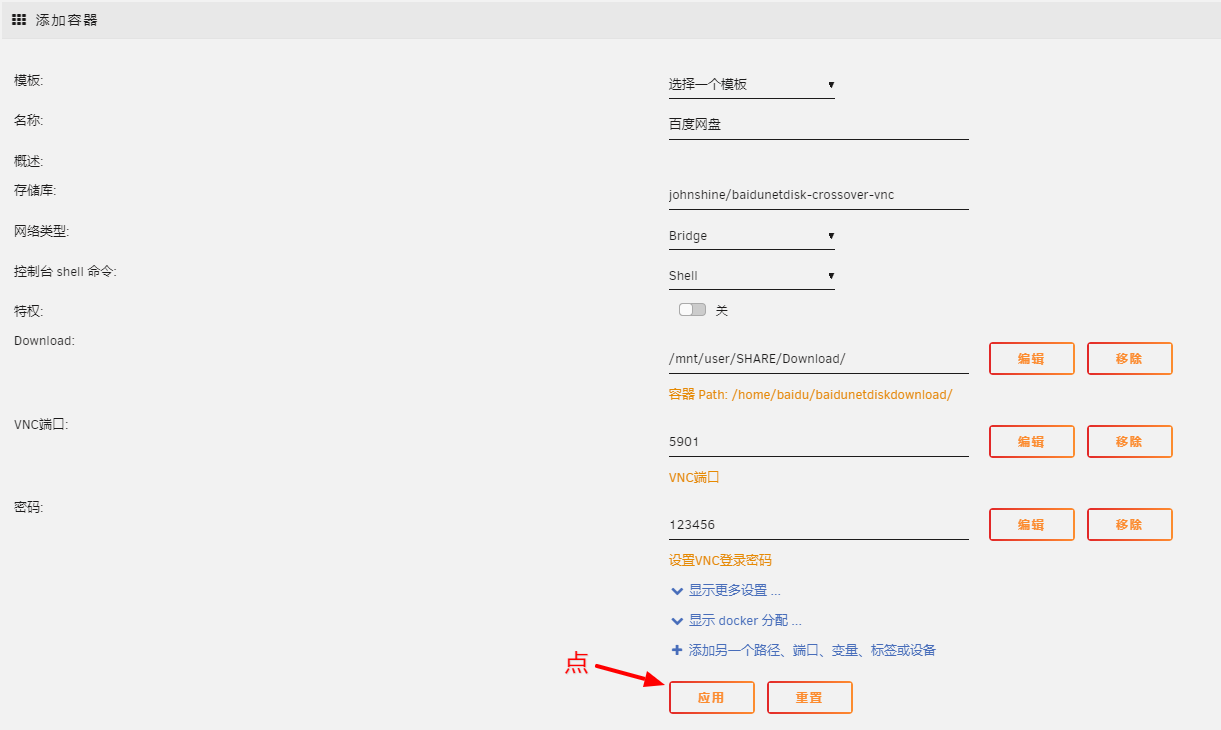 添加容器
模板:
选择一个模板
名称:
百度网盘
概述:
存储库:
johnshine/baidunetdisk-crossover-vnc
网络类型:
Bridge
控制台 shell 命令:
Shell
特权:
关
Download:
/mnt/user/SHARE/Download/
编辑
移除
容器 Path: /home/baidu/baidunetdiskdownload/
VNC端口:
5901
编辑
移除
VNC端口
密码:
123456
编辑
移除
设置VNC登录密码
显示更多设置 ...
显示 docker 分配 ...
添加另一个路径、端口、变量、标签或设备
点
应用
重置